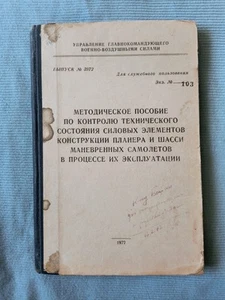 УПРАВЛЕНИЕ ГЛАВНОКОМАНДУЮЩЕГО
ВОЕННО-ВОЗДУШНЫМИ СИЛАМИ
ВЫПУСК №
Для служебного пользования
Экз. № 103
МЕТОДИЧЕСКОЕ ПОСОБИЕ
ПО КОНТРОЛЮ ТЕХНИЧЕСКОГО
СОСТОЯНИЯ СИЛОВЫХ ЭЛЕМЕНТОВ
КОНСТРУКЦИИ ПЛАНЕРА И ШАССИ
МАНЕВРЕННЫХ САМОЛЕТОВ
В ПРОЦЕССЕ ИХ ЭКСПЛУАТАЦИИ
1977